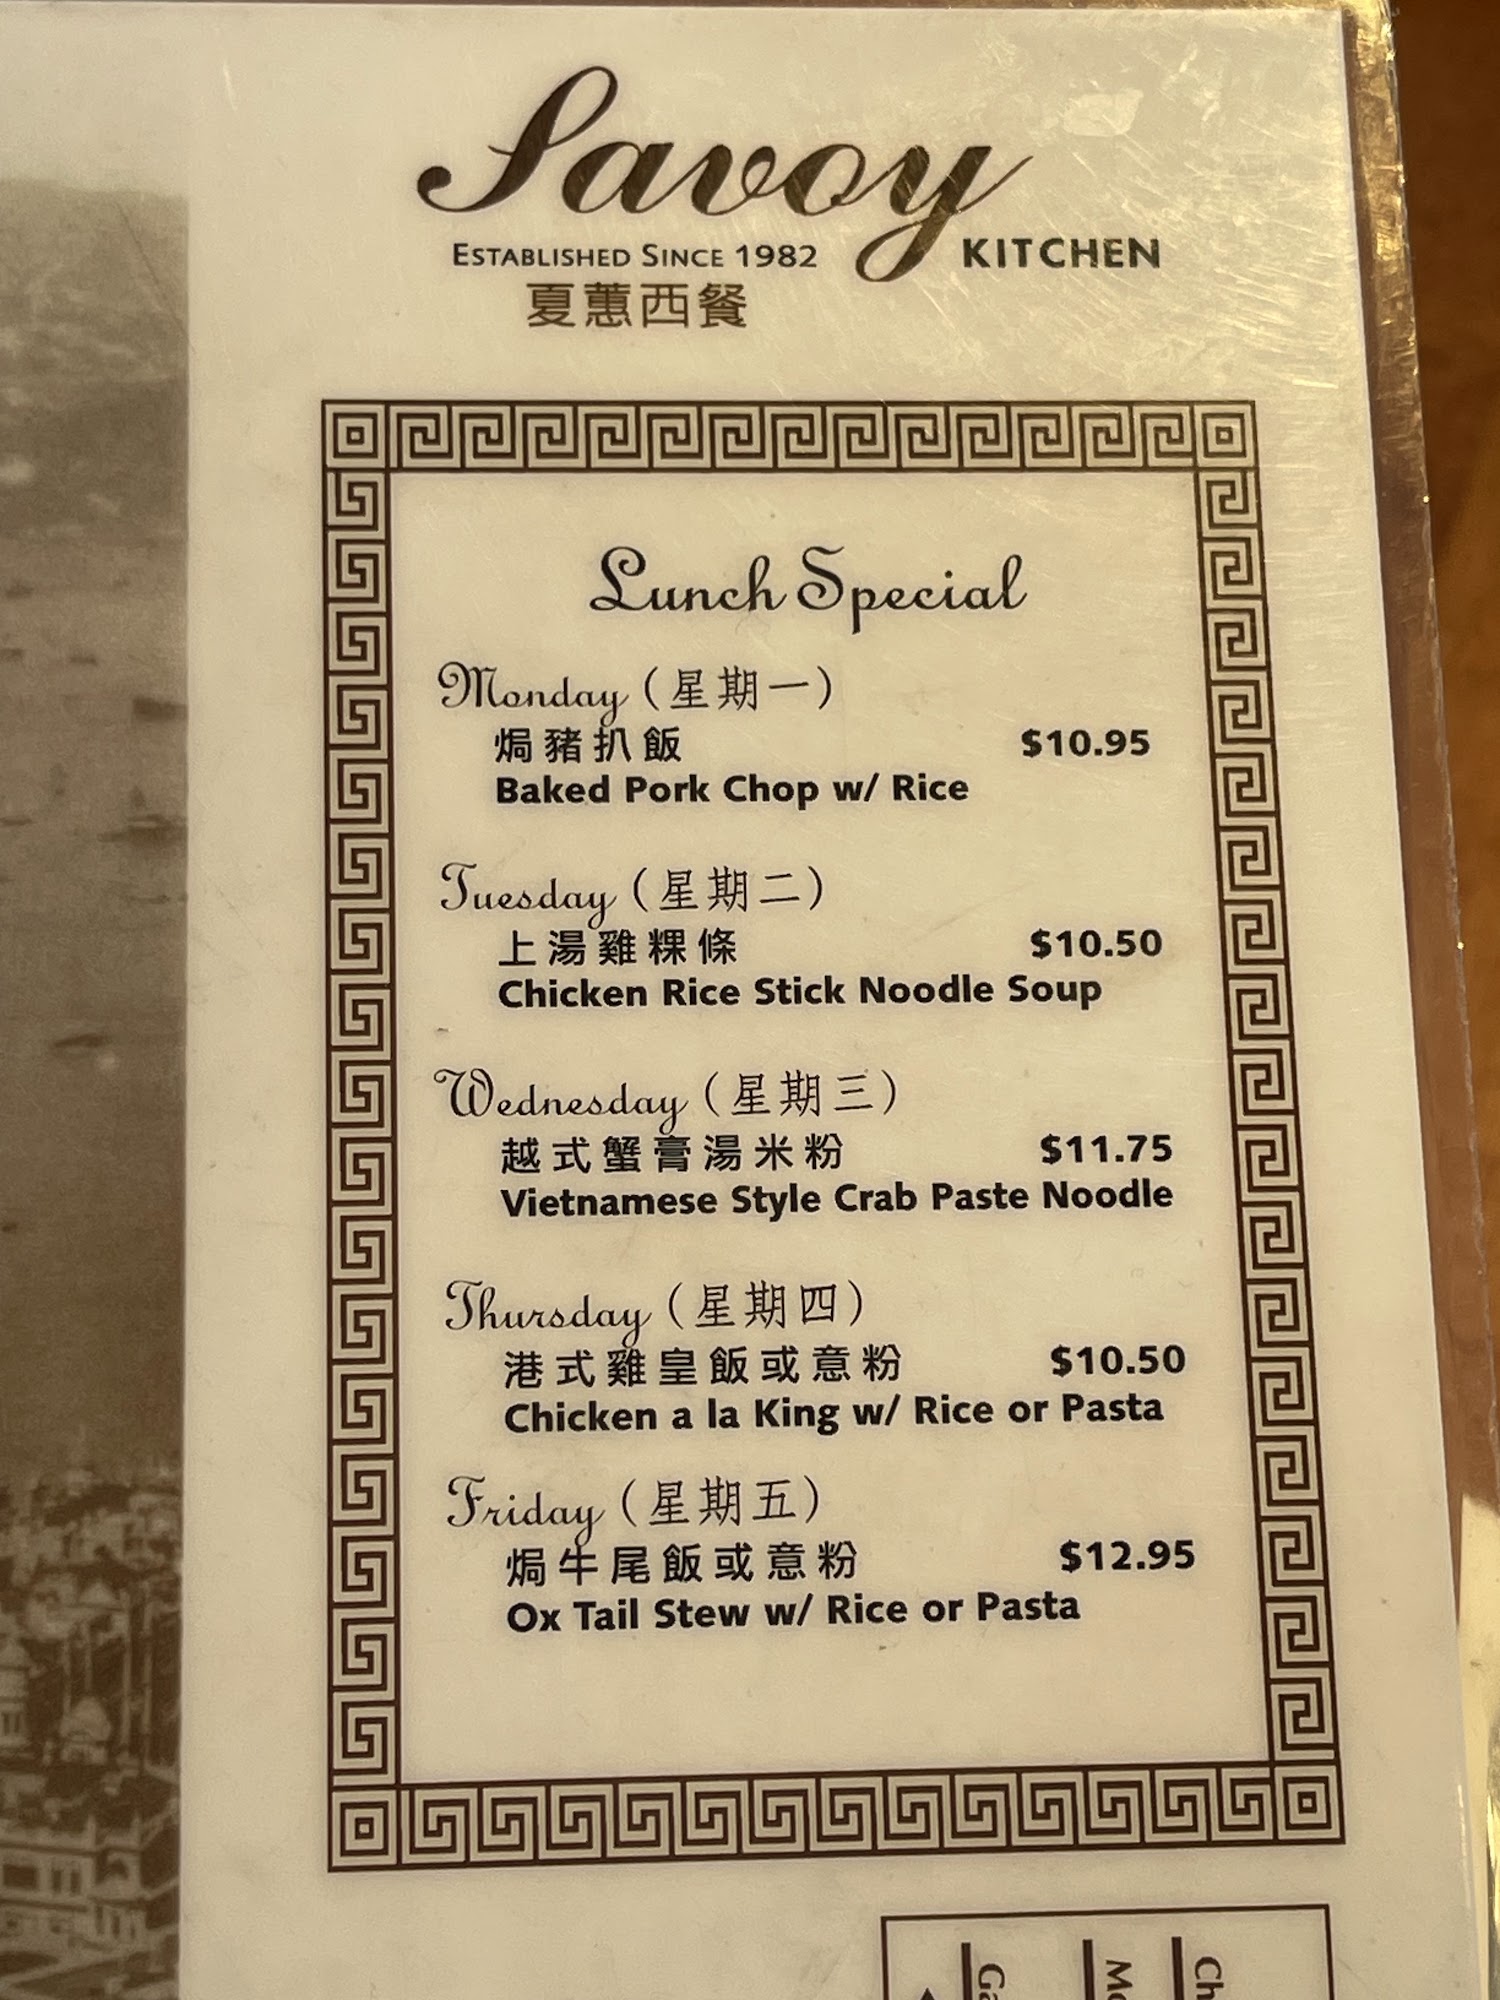 Savoy
ESTABLISHED SINCE 1982 KITCHEN
夏蕙西餐
Lunch Special
Monday (星期一)
焗豬扒飯 $10.95
Baked Pork Chop w/ Rice
Tuesday (星期二)
上湯雞粿條 $10.50
Chicken Rice Stick Noodle Soup
Wednesday (星期三)
越式蟹膏湯米粉 $11.75
Vietnamese Style Crab Paste Noodle
Thursday (星期四)
港式雞皇飯或意粉 $10.50
Chicken a la King w/ Rice or Pasta
Friday (星期五)
焗牛尾飯或意粉 $12.95
Ox Tail Stew w/ Rice or Pasta